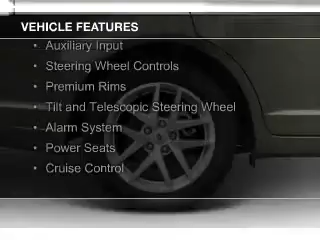 VEHICLE FEATURES
• Auxiliary Input
• Steering Wheel Controls
• Premium Rims
• Tilt and Telescopic Steering Wheel
• Alarm System
• Power Seats
• Cruise Control